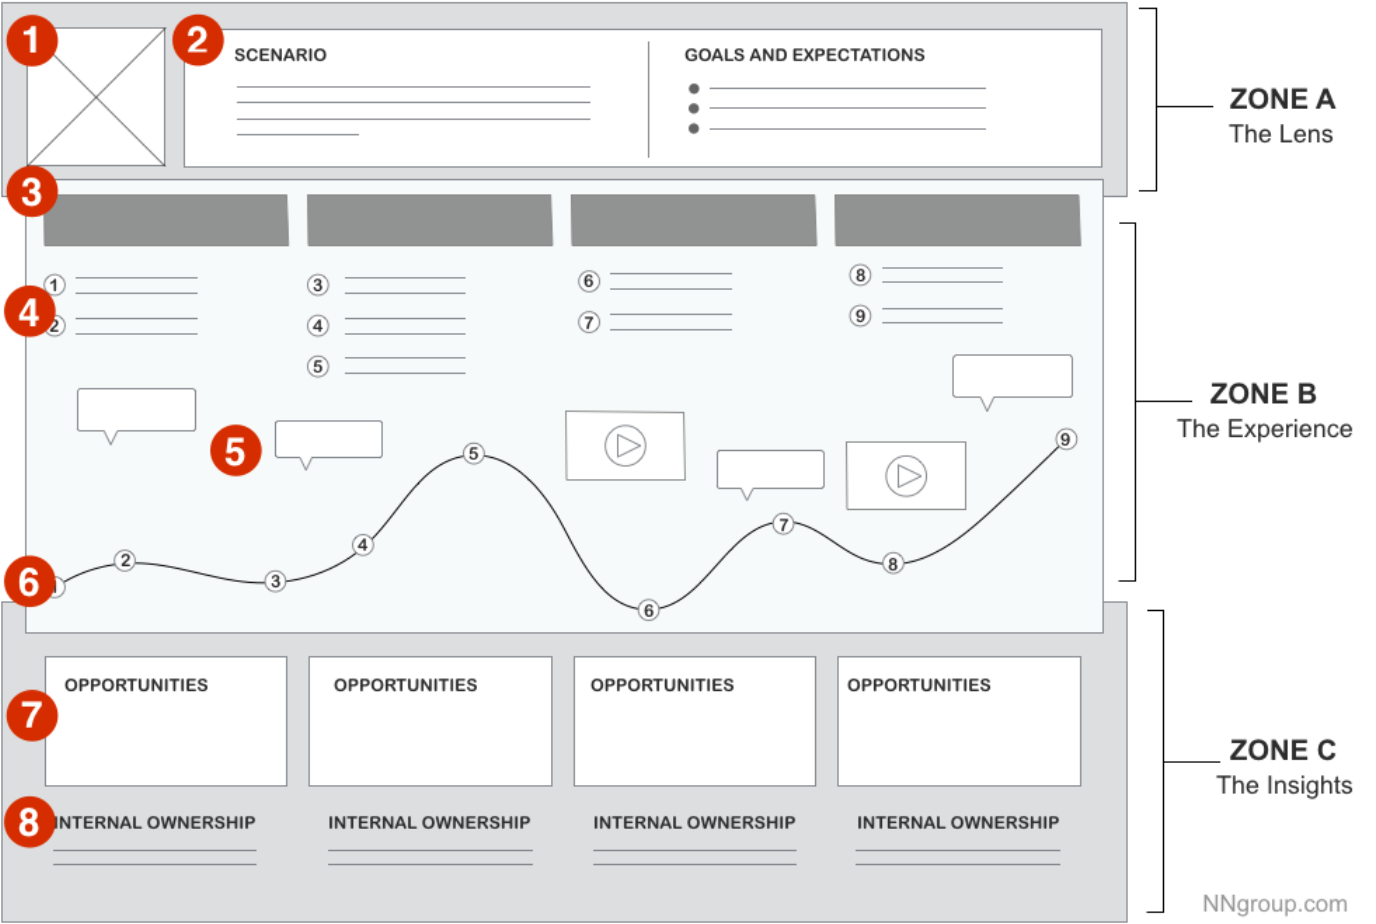 1
2
SCENARIO
GOALS AND EXPECTATIONS
ZONE A
The Lens
3
1
3
6
8
4
2
4
7
9
5
ZONE B
The Experience
5
5
9
7
4
2
8
6
3
6
ZONE C
The Insights
7
OPPORTUNITIES
OPPORTUNITIES
OPPORTUNITIES
OPPORTUNITIES
8
INTERNAL OWNERSHIP
INTERNAL OWNERSHIP
INTERNAL OWNERSHIP
INTERNAL OWNERSHIP
NNgroup.com